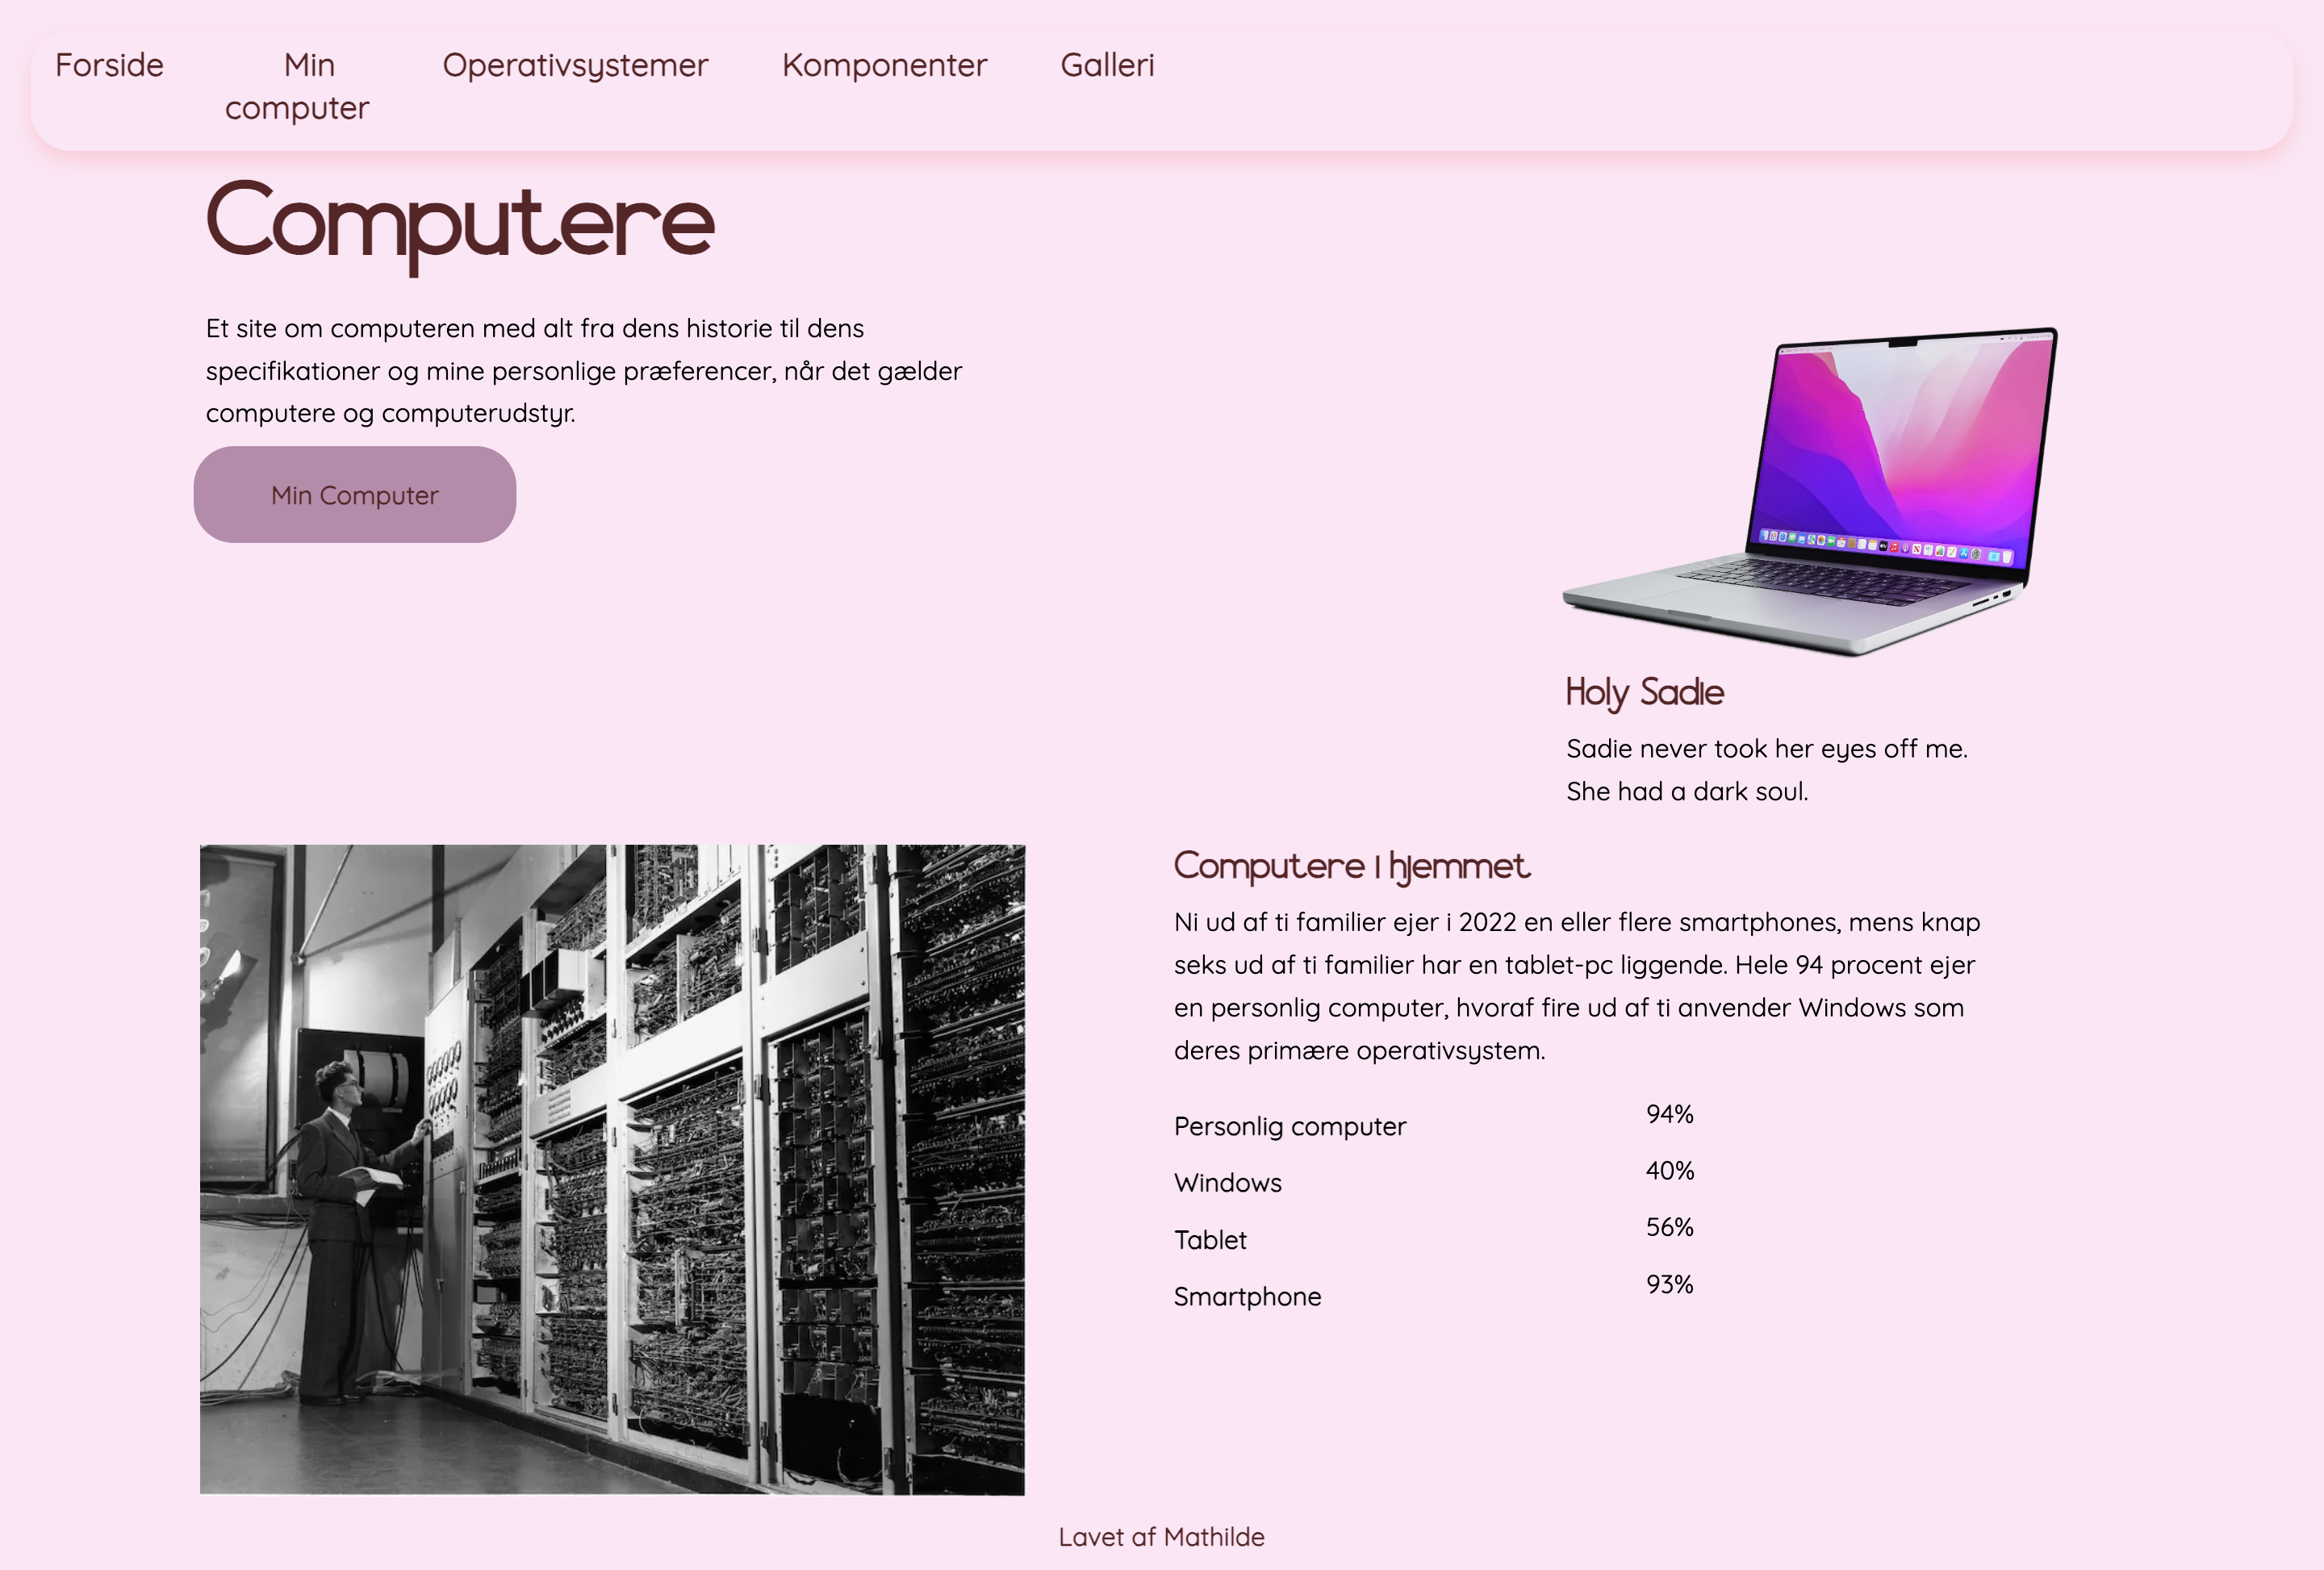 Forside
Min
computer
Operativsystemer
Komponenter
Galleri
Computere
Et site om computeren med alt fra dens historie til dens
specifikationer og mine personlige præferencer, når det gælder
computere og computerudstyr.
Min Computer
Holy Sadie
Sadie never took her eyes off me.
She had a dark soul.
Computere i hjemmet
Ni ud af ti familier ejer i 2022 en eller flere smartphones, mens knap
seks ud af ti familier har en tablet-pc liggende. Hele 94 procent ejer
en personlig computer, hvoraf fire ud af ti anvender Windows som
deres primære operativsystem.
Personlig computer 94%
Windows 40%
Tablet 56%
Smartphone 93%
Lavet af Mathilde